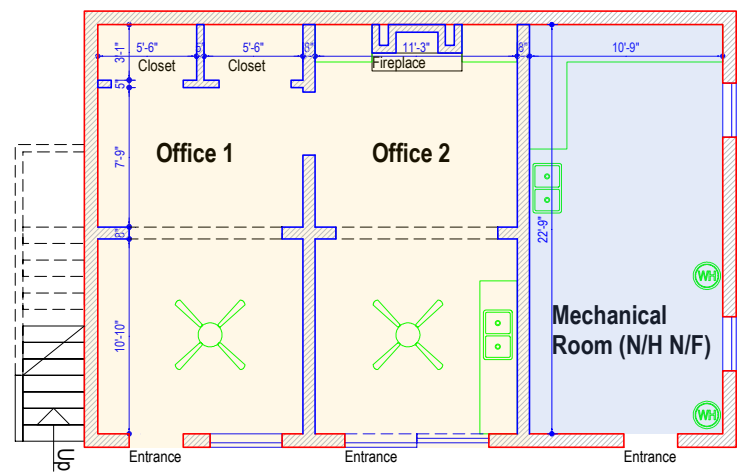 5'-6"
5"
5'-6"
8"
11'-3"
8"
10'-9"
3'-1"
Closet
Closet
Fireplace
5"
7'-9"
Office 1
Office 2
8"
22'-9"
WH
Mechanical
Room (N/H N/F)
10'-10"
WH
Entrance
Entrance
Entrance
Up